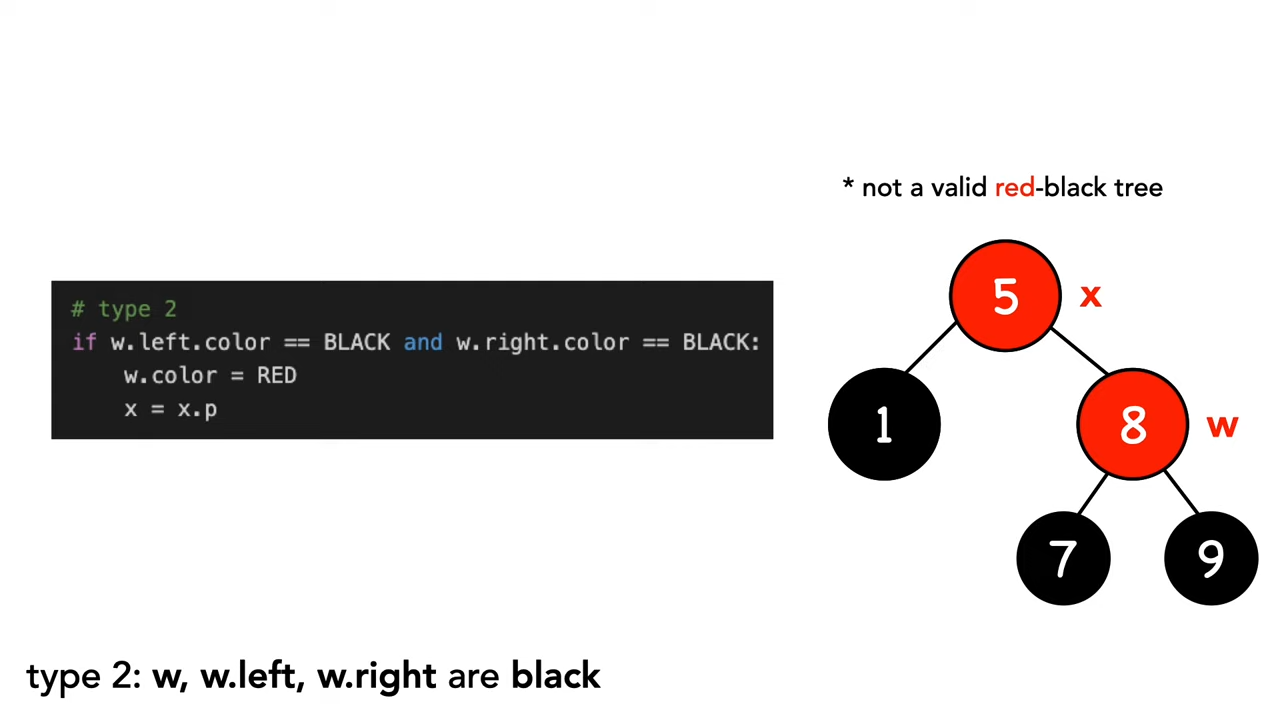 * not a valid red-black tree
# type 2
if w.left.color == BLACK and w.right.color == BLACK:
    w.color = RED
    x = x.p
5 x
1
8 w
7
9
type 2: w, w.left, w.right are black